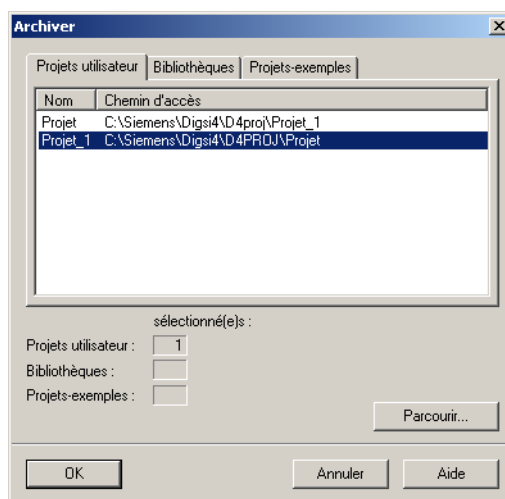 Archiver
Projets utilisateur Bibliothèques Projets-exemples
Nom Chemin d'accès
Projet C:\Siemens\Digsi4\D4proj\Projet_1
Projet_1 C:\Siemens\Digsi4\D4PROJ\Projet
sélectionné(e)s :
Projets utilisateur : 1
Bibliothèques :
Projets-exemples :
Parcourir...
OK Annuler Aide